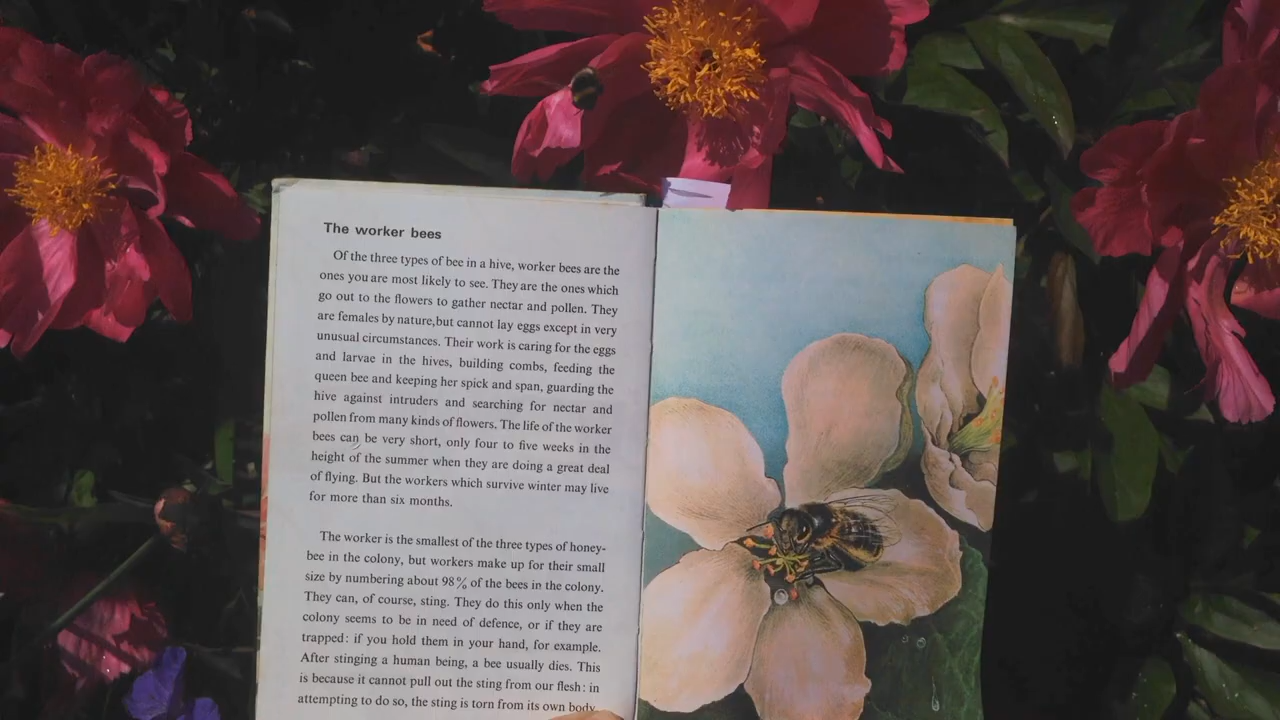 The worker bees
Of the three types of bee in a hive, worker bees are the
ones you are most likely to see. They are the ones which
go out to the flowers to gather nectar and pollen. They
are females by nature,but cannot lay eggs except in very
unusual circumstances. Their work is caring for the eggs
and larvae in the hives, building combs, feeding the
queen bee and keeping her spick and span, guarding the
hive against intruders and searching for nectar and
pollen from many kinds of flowers. The life of the worker
bees can be very short, only four to five weeks in the
height of the summer when they are doing a great deal
of flying. But the workers which survive winter may live
for more than six months.
The worker is the smallest of the three types of honey-
bee in the colony, but workers make up for their small
size by numbering about 98% of the bees in the colony.
They can, of course, sting. They do this only when the
colony seems to be in need of defence, or if they are
trapped: if you hold them in your hand, for example.
After stinging a human being, a bee usually dies. This
is because it cannot pull out the sting from our flesh: in
attempting to do so, the sting is torn from its own body.